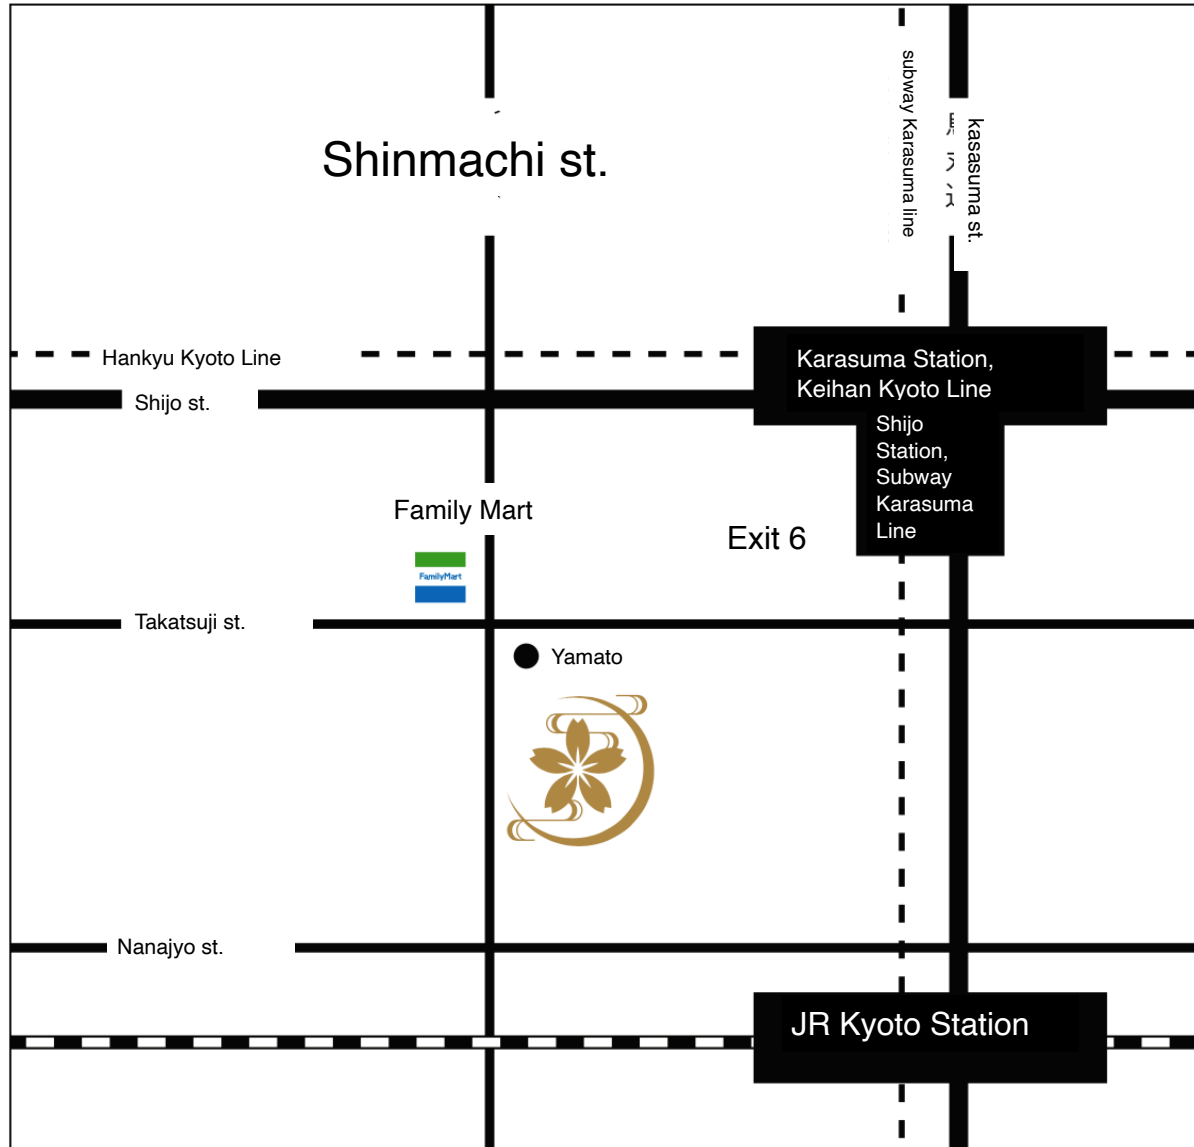 subway Karasuma line
kasasuma st.
Shinmachi st.
Hankyu Kyoto Line
Shijo st.
Karasuma Station,
Keihan Kyoto Line
Shijo
Station,
Subway
Karasuma
Line
Family Mart
Exit 6
FamilyMart
Takatsuji st.
Yamato
Nanajyo st.
JR Kyoto Station